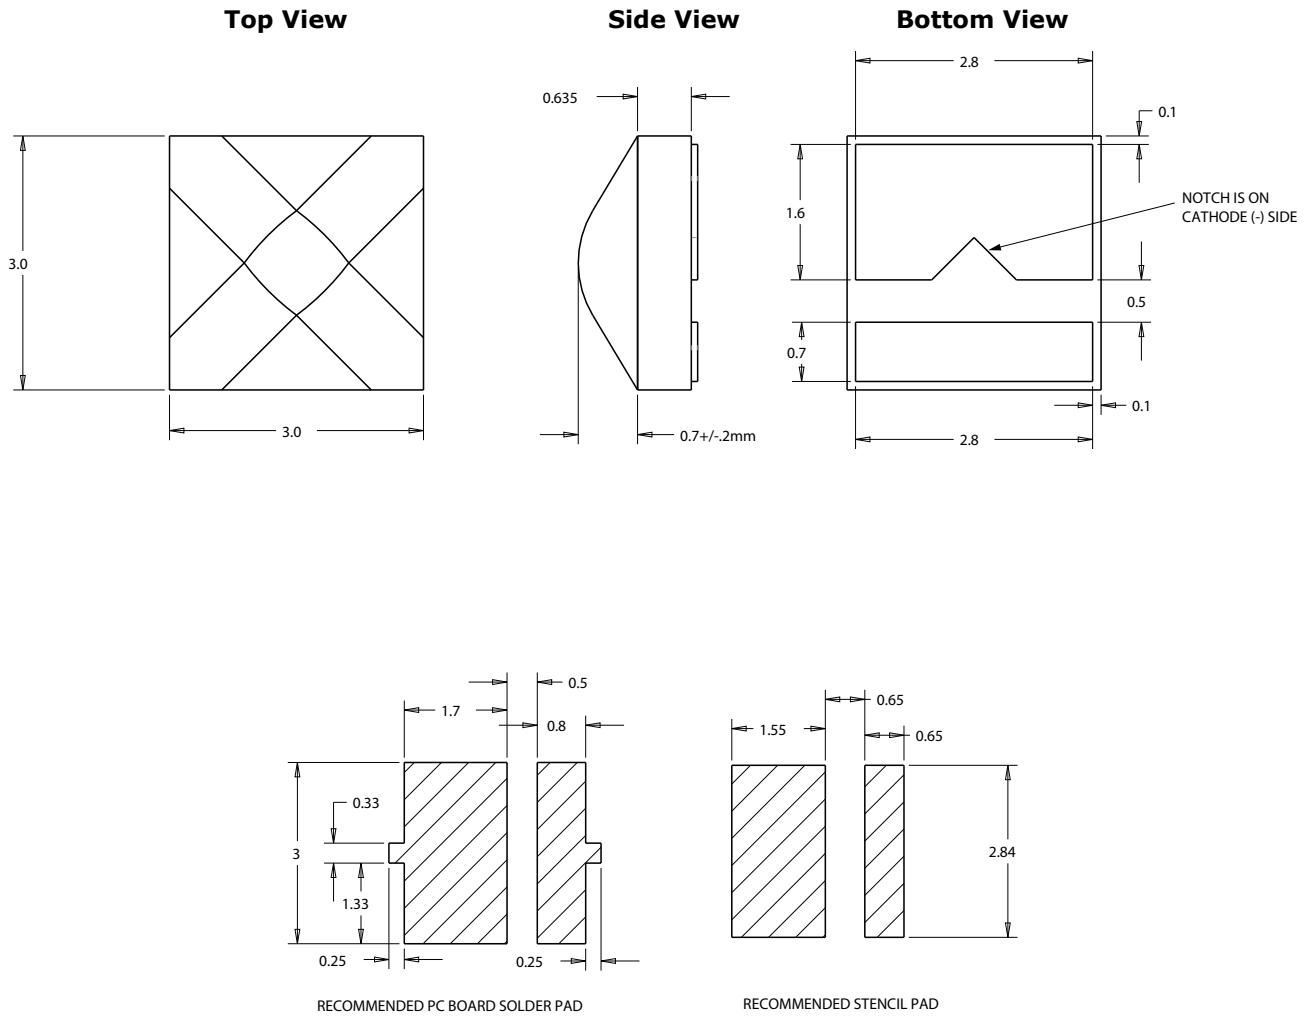 Top View
Side View
Bottom View
2.8
0.635
0.1
1.6
NOTCH IS ON
CATHODE (-) SIDE
3.0
0.5
0.7
0.1
3.0
0.7+/-.2mm
2.8
0.5
0.65
1.7
0.8
1.55
0.65
0.33
3
2.84
1.33
0.25
0.25
RECOMMENDED PC BOARD SOLDER PAD
RECOMMENDED STENCIL PAD